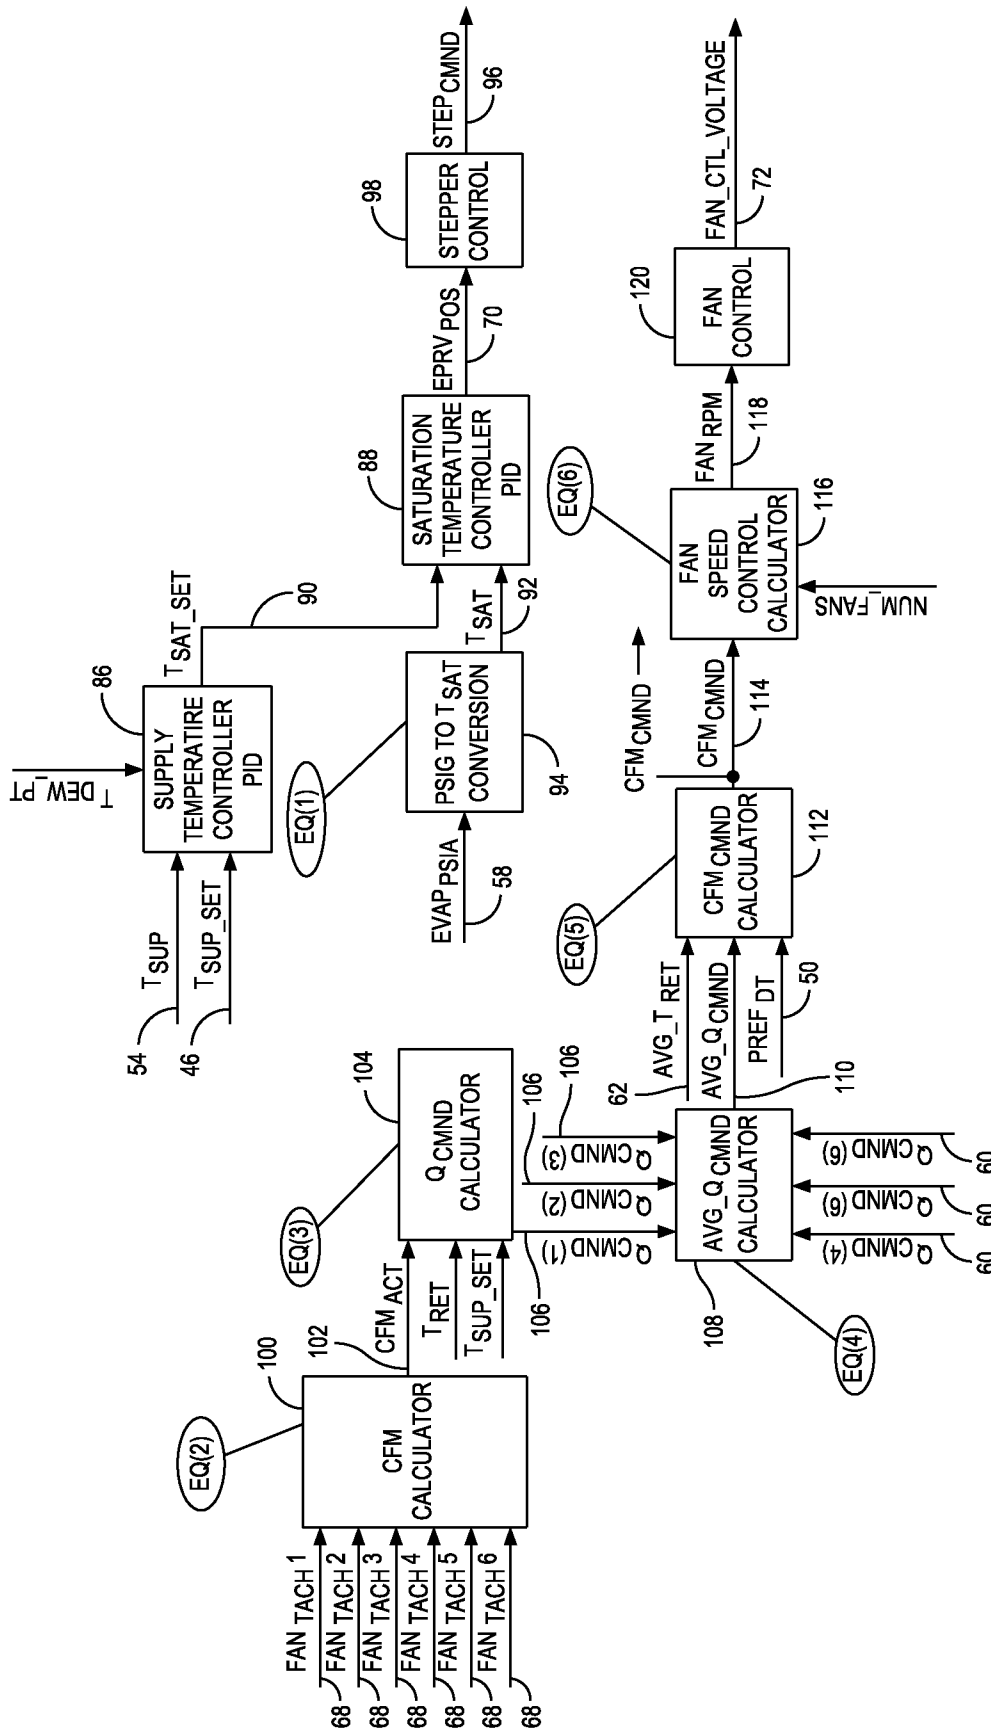 FAN TACH 1
68
FAN TACH 2
68
FAN TACH 3
68
FAN TACH 4
68
FAN TACH 5
68
FAN TACH 6
68
EQ(2)
100
CFM
CALCULATOR
102
CFM ACT
T RET
T SUP_SET
EQ(3)
104
Q CMND
CALCULATOR
106
Q CMND (1)
106
Q CMND (2)
106
Q CMND (3)
108
AVG_Q CMND
CALCULATOR
EQ(4)
Q CMND (4)
60
Q CMND (6)
60
Q CMND (6)
60
54
T SUP
46
T SUP_SET
T DEW_PT
86
SUPPLY
TEMPERATIRE
CONTROLLER
PID
T SAT_SET
90
EQ(1)
EVAP PSIA
58
PSIG TO T SAT
CONVERSION
94
T SAT
92
88
SATURATION
TEMPERATURE
CONTROLLER
PID
EPRV POS
70
98
STEPPER
CONTROL
STEP CMND
96
62
AVG_T RET
AVG_Q CMND
110
PREF DT
50
EQ(5)
CFM CMND
CALCULATOR
112
CFM CMND
CFM CMND
114
EQ(6)
FAN
SPEED
CONTROL
CALCULATOR
116
NUM_FANS
FAN RPM
118
120
FAN
CONTROL
FAN_CTL_VOLTAGE
72